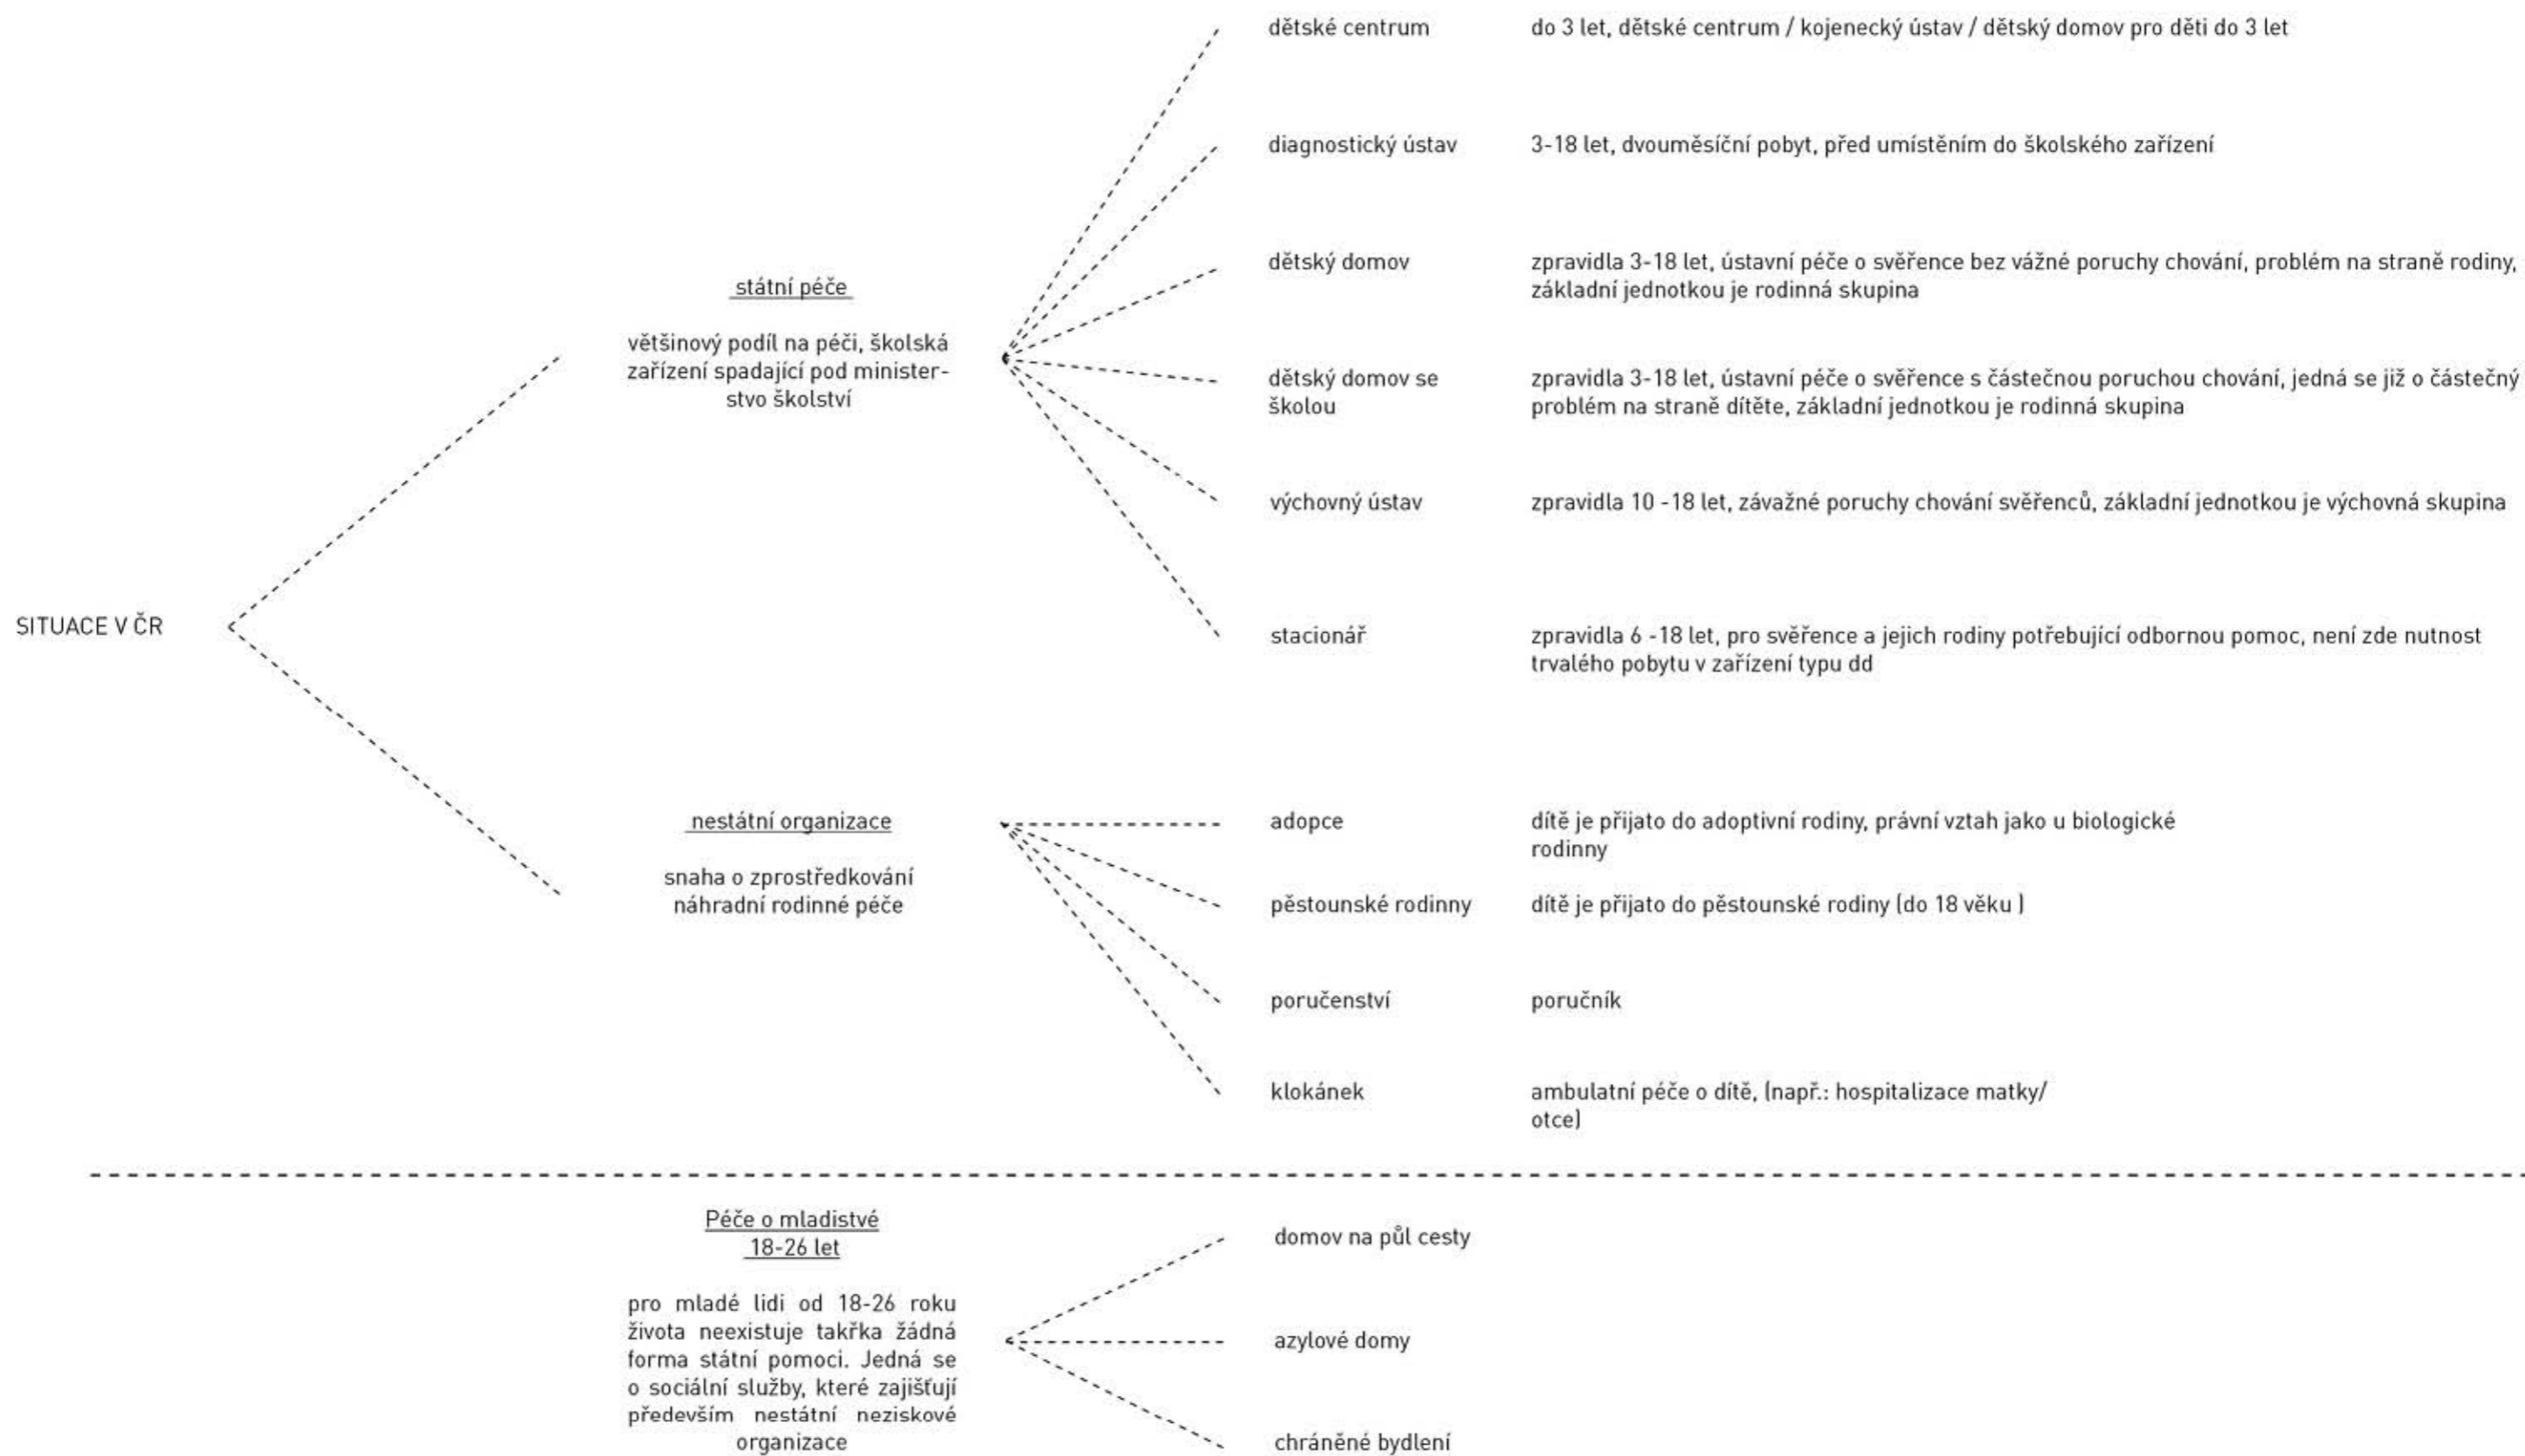 dětské centrum
do 3 let, dětské centrum / kojenecký ústav / dětský domov pro děti do 3 let
diagnostický ústav
3-18 let, dvouměsíční pobyt, před umístěním do školského zařízení
dětský domov
zpravidla 3-18 let, ústavní péče o svěřence bez vážné poruchy chování, problém na straně rodiny,
základní jednotkou je rodinná skupina
státní péče
většinový podíl na péči, školská
zařízení spadající pod minister-
stvo školství
dětský domov se
školou
zpravidla 3-18 let, ústavní péče o svěřence s částečnou poruchou chování, jedná se již o částečný
problém na straně dítěte, základní jednotkou je rodinná skupina
výchovný ústav
zpravidla 10 -18 let, závažné poruchy chování svěřenců, základní jednotkou je výchovná skupina
SITUACE V ČR
stacionář
zpravidla 6 -18 let, pro svěřence a jejich rodiny potřebující odbornou pomoc, není zde nutnost
trvalého pobytu v zařízení typu dd
nestátní organizace
snaha o zprostředkování
náhradní rodinné péče
adopce
dítě je přijato do adoptivní rodiny, právní vztah jako u biologické
rodinny
pěstounské rodinny
dítě je přijato do pěstounské rodiny (do 18 věku )
poručenství
poručník
klokánek
ambulatní péče o dítě, (např.: hospitalizace matky/
otce)
Péče o mladistvé
18-26 let
pro mladé lidi od 18-26 roku
života neexistuje takřka žádná
forma státní pomoci. Jedná se
o sociální služby, které zajišťují
především nestátní neziskové
organizace
domov na půl cesty
azylové domy
chráněné bydlení